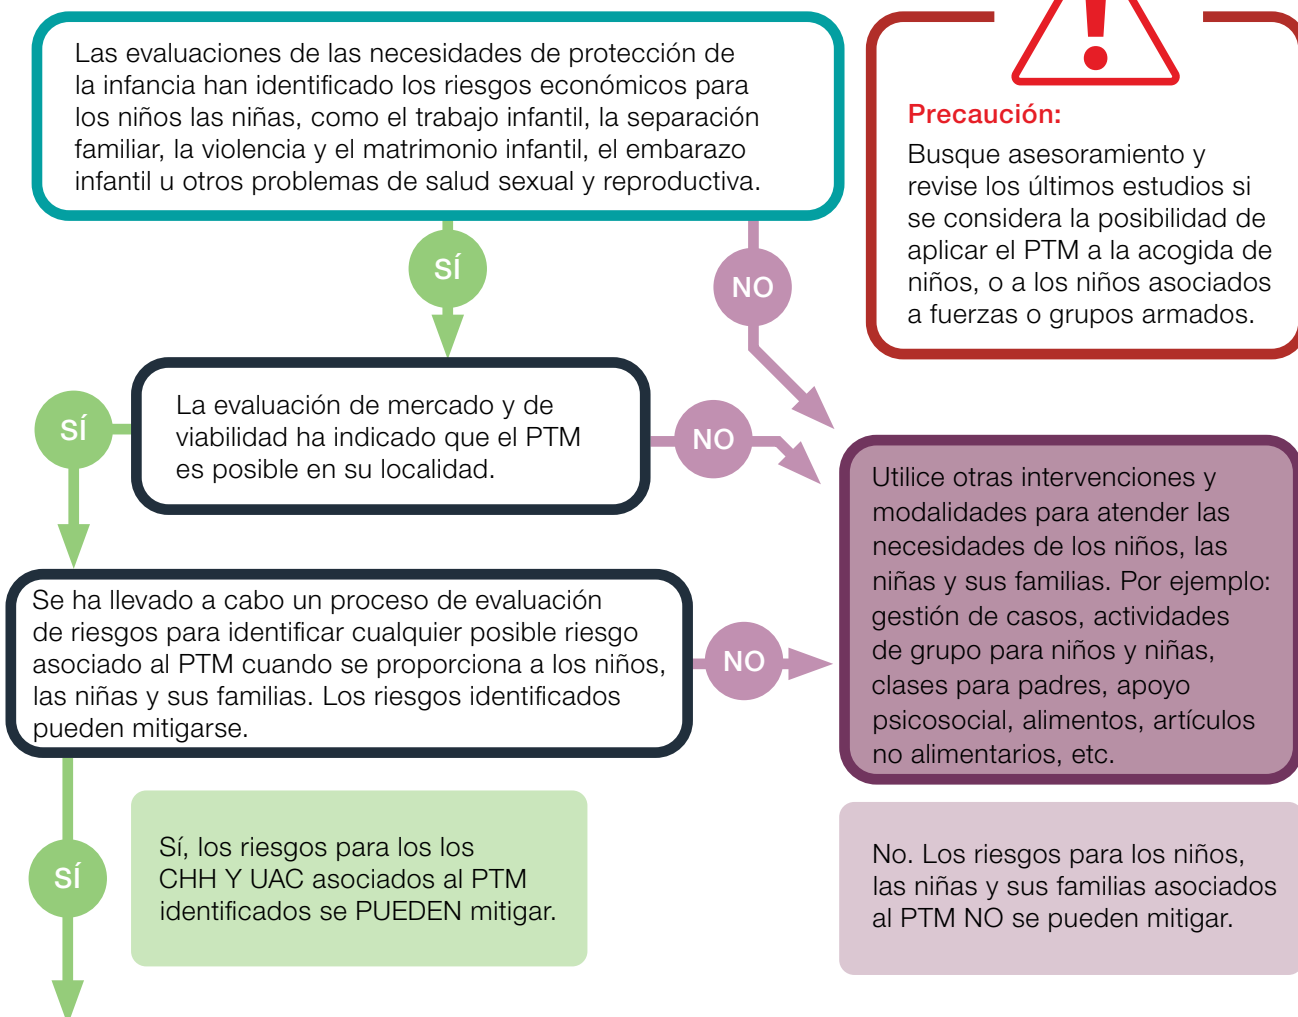 Las evaluaciones de las necesidades de protección de
la infancia han identificado los riesgos económicos para
los niños las niñas, como el trabajo infantil, la separación
familiar, la violencia y el matrimonio infantil, el embarazo
infantil u otros problemas de salud sexual y reproductiva.
!
Precaución:
Busque asesoramiento y
revise los últimos estudios si
se considera la posibilidad de
aplicar el PTM a la acogida de
niños, o a los niños asociados
a fuerzas o grupos armados.
SÍ
NO
SÍ
La evaluación de mercado y de
viabilidad ha indicado que el PTM
es posible en su localidad.
NO
Utilice otras intervenciones y
modalidades para atender las
necesidades de los niños, las
niñas y sus familias. Por ejemplo:
gestión de casos, actividades
de grupo para niños y niñas,
clases para padres, apoyo
psicosocial, alimentos, artículos
no alimentarios, etc.
Se ha llevado a cabo un proceso de evaluación
de riesgos para identificar cualquier posible riesgo
asociado al PTM cuando se proporciona a los niños,
las niñas y sus familias. Los riesgos identificados
pueden mitigarse.
NO
SÍ
Sí, los riesgos para los los
CHH Y UAC asociados al PTM
identificados se PUEDEN mitigar.
No. Los riesgos para los niños,
las niñas y sus familias asociados
al PTM NO se pueden mitigar.